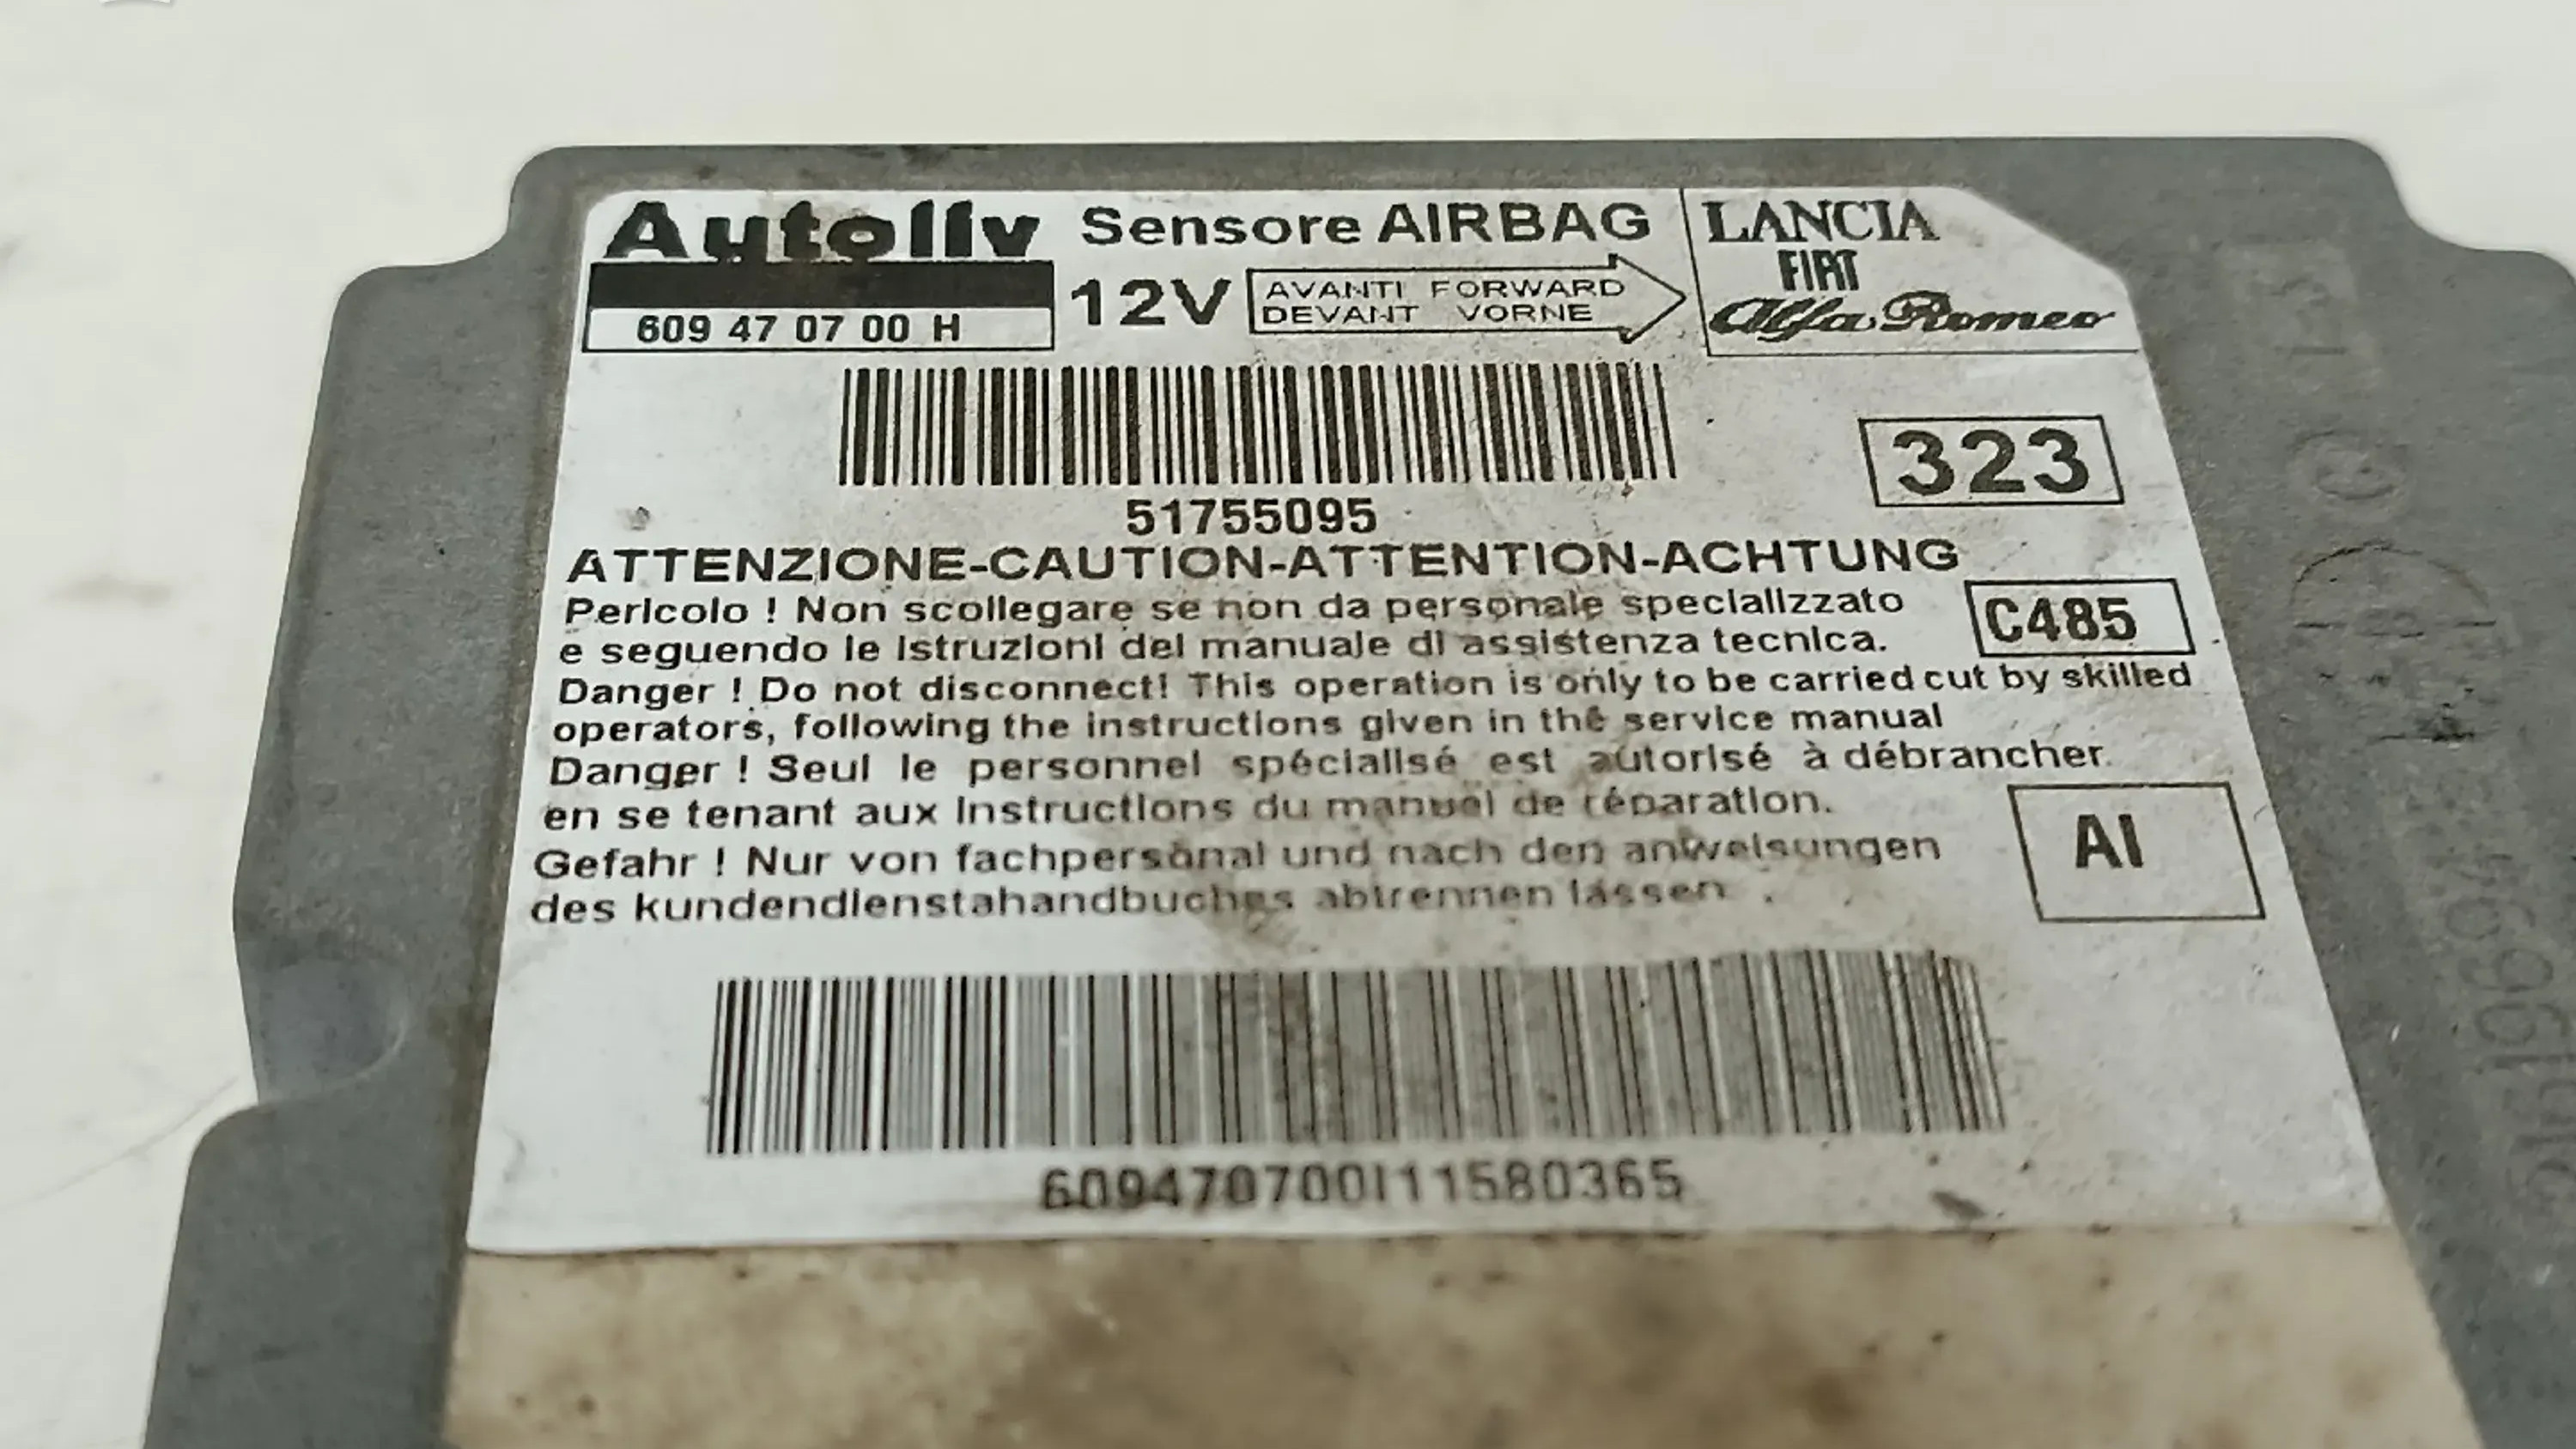 Autoliv
Sensore AIRBAG
LANCIA
FIAT
Alfa Romeo
609 47 07 00 H
12V
AVANTI FORWARD
DEVANT VORNE
51755095
323
ATTENZIONE-CAUTION-ATTENTION-ACHTUNG
Pericolo ! Non scollegare se non da personale specializzato
e seguendo le istruzioni del manuale di assistenza tecnica.
C485
Danger ! Do not disconnect! This operation is only to be carried cut by skilled
operators, following the instructions given in the service manual
Danger ! Seul le personnel spécialisé est autorisé à débrancher
en se tenant aux instructions du manuel de réparation.
AI
Gefahr ! Nur von fachpersonal und nach den anweisungen
des kundendienstahandbuches abtrennen lassen .
609470700I11580365